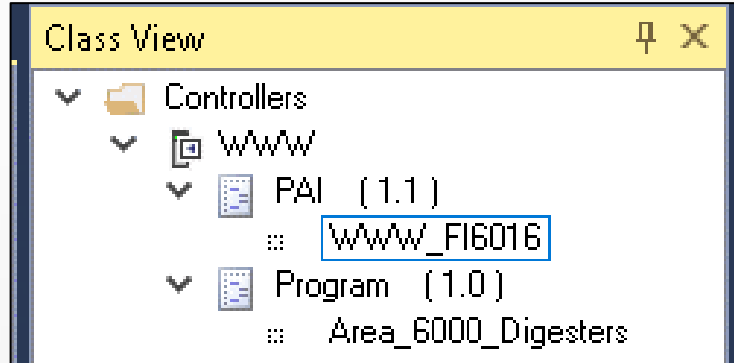 Class View
Controllers
WWW
PAI (1.1)
WWW_FI6016
Program (1.0)
Area_6000_Digesters